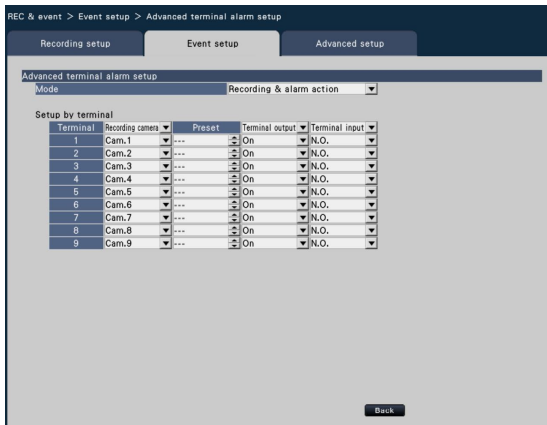 REC & event > Event setup > Advanced terminal alarm setup
Recording setup Event setup Advanced setup
Advanced terminal alarm setup
Mode Recording & alarm action
Setup by terminal
Terminal Recording camera Preset Terminal output Terminal input
1 Cam.1 --- On N.O.
2 Cam.2 --- On N.O.
3 Cam.3 --- On N.O.
4 Cam.4 --- On N.O.
5 Cam.5 --- On N.O.
6 Cam.6 --- On N.O.
7 Cam.7 --- On N.O.
8 Cam.8 --- On N.O.
9 Cam.9 --- On N.O.
Back